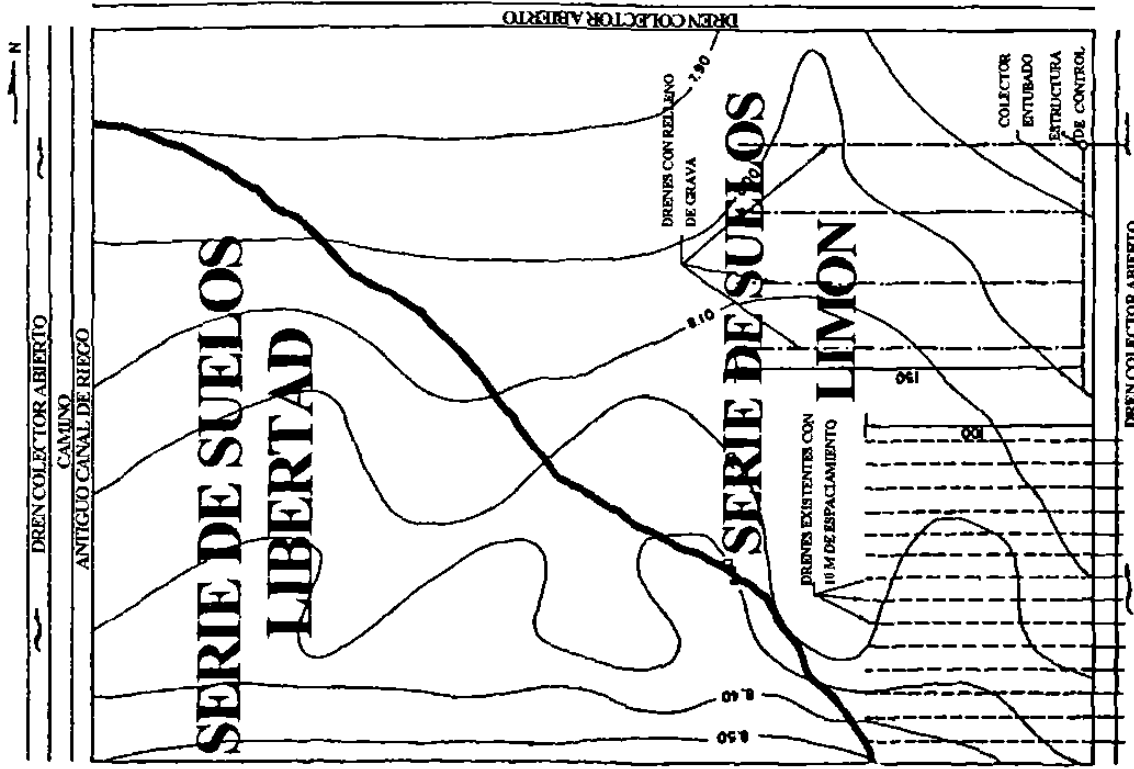 N
DREN COLECTOR ABIERTO
CAMINO
ANTIGUO CANAL DE RIEGO
DREN COLECTOR ABIERTO
SERIE DE SUELOS
LIBERTAD
7.90
8.10
8.40
8.50
DRENES CON RELLENO
DE GRAVA
SERIE DE SUELOS
LIMON
150
100
DRENES EXISTENTES CON
10 M DE ESPACIAMIENTO
COLECTOR
ENTUBADO
ESTRUCTURA
DE CONTROL
DREN COLECTOR ABIERTO